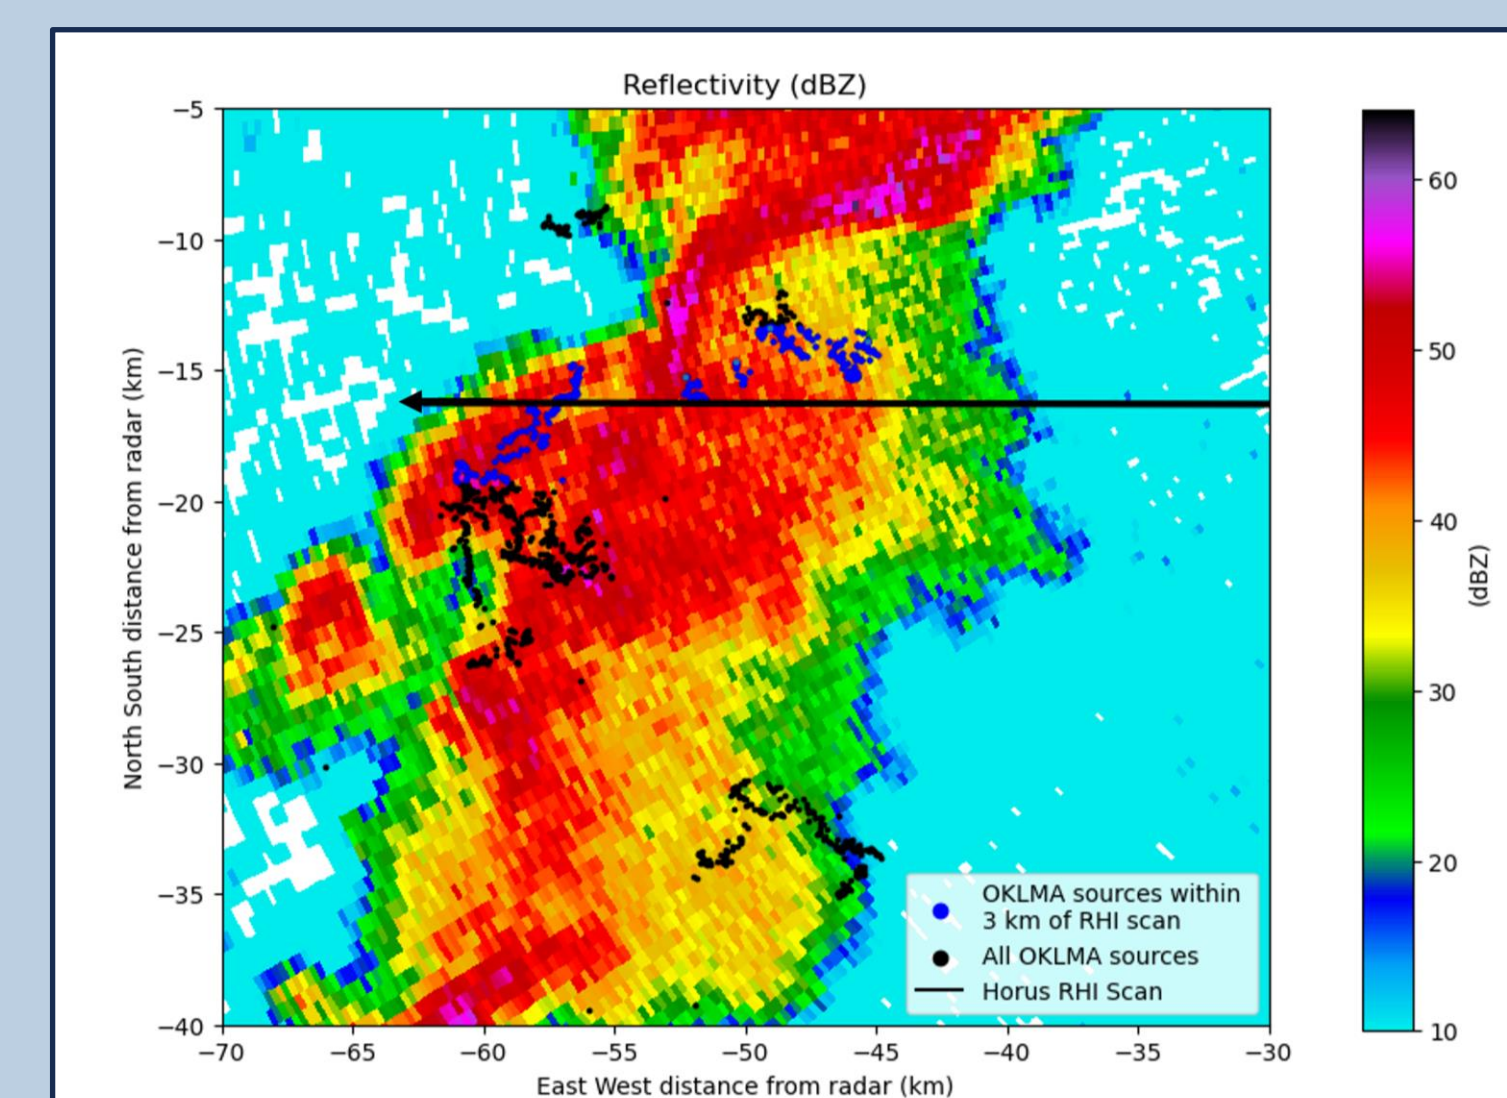 Reflectivity (dBZ)
−5
−10
−15
−20
−25
−30
−35
−40
North South distance from radar (km)
−70
−65
−60
−55
−50
−45
−40
−35
−30
East West distance from radar (km)
OKLMA sources within
3 km of RHI scan
All OKLMA sources
Horus RHI Scan
60
50
40
30
20
10
(dBZ)